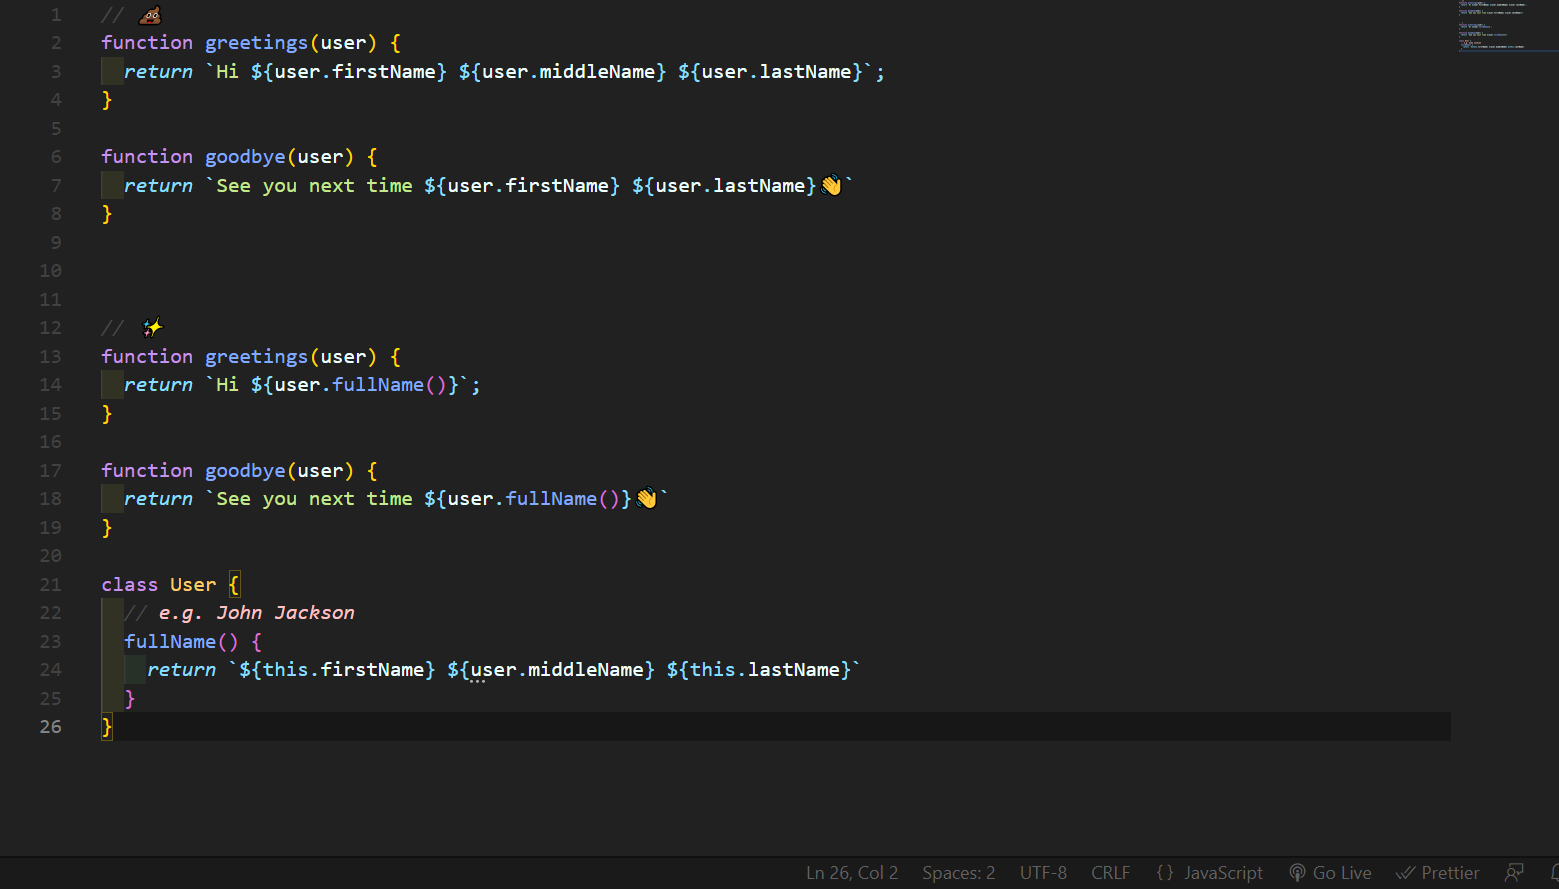 1 // 💩
2 function greetings(user) {
3 return `Hi ${user.firstName} ${user.middleName} ${user.lastName}`;
4 }
5
6 function goodbye(user) {
7 return `See you next time ${user.firstName} ${user.lastName}👋`
8 }
9
10
11
12 // ✨
13 function greetings(user) {
14 return `Hi ${user.fullName()}`;
15 }
16
17 function goodbye(user) {
18 return `See you next time ${user.fullName()}👋`
19 }
20
21 class User {
22 // e.g. John Jackson
23 fullName() {
24 return `${this.firstName} ${user.middleName} ${this.lastName}`
25 }
26 }
Ln 26, Col 2 Spaces: 2 UTF-8 CRLF {} JavaScript Go Live Prettier